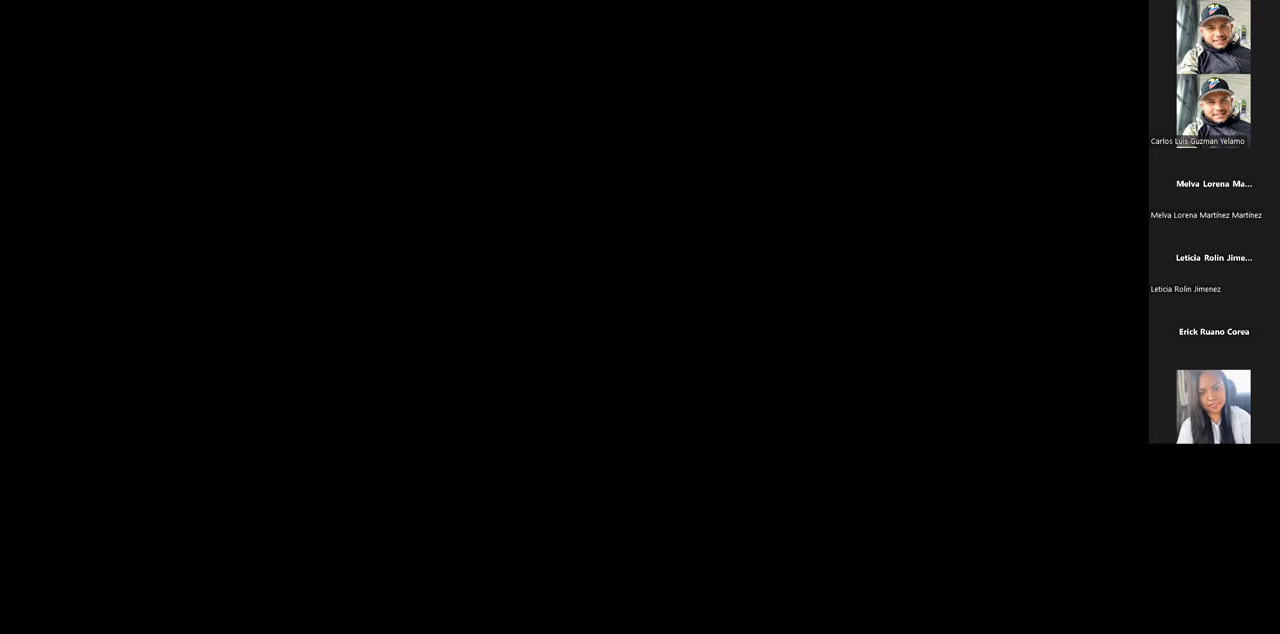 Carlos Luis Guzman Yelamo
Melva Lorena Ma...
Melva Lorena Martínez Martínez
Leticia Rolin Jime...
Leticia Rolin Jimenez
Erick Ruano Corea